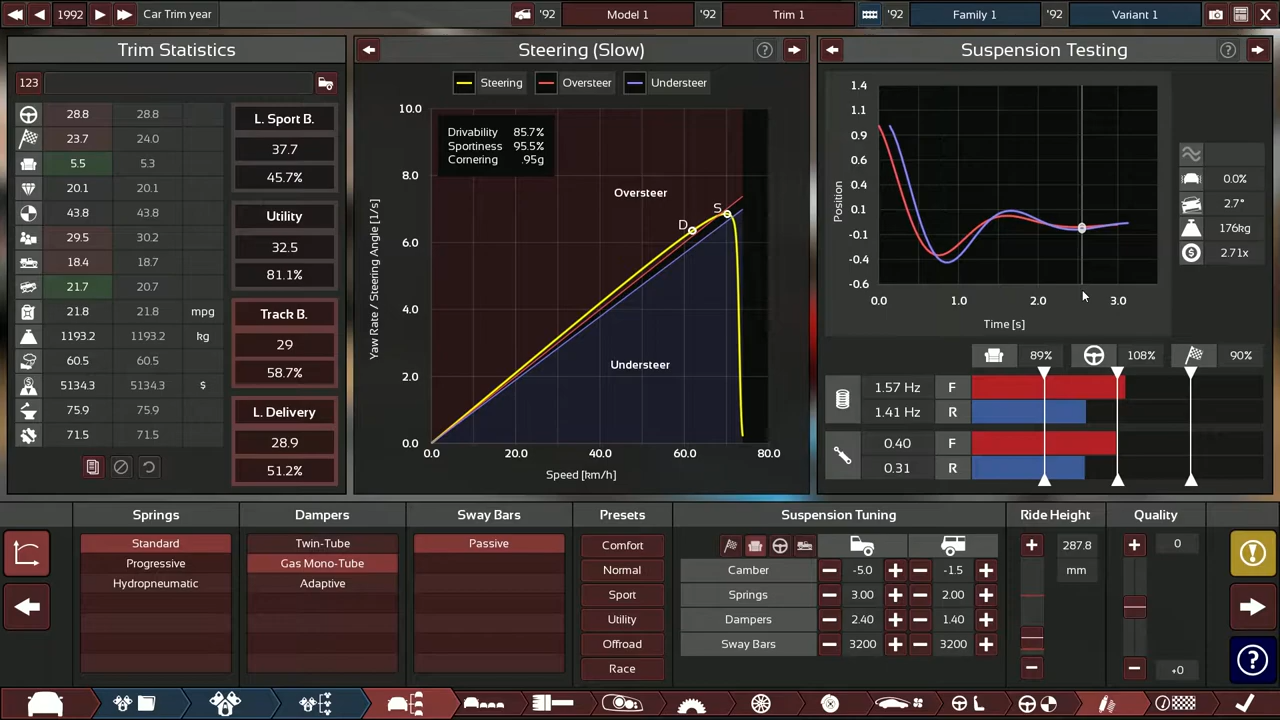 1992 Car Trim year '92 Model 1 '92 Trim 1 '92 Family 1 '92 Variant 1
Trim Statistics
123
28.8 28.8
23.7 24.0
5.5 5.3
20.1 20.1
43.8 43.8
29.5 30.2
18.4 18.7
21.7 20.7
21.8 21.8 mpg
1193.2 1193.2 kg
60.5 60.5
5134.3 5134.3 $
75.9 75.9
71.5 71.5
L. Sport B.
37.7
45.7%
Utility
32.5
81.1%
Track B.
29
58.7%
L. Delivery
28.9
51.2%
Steering (Slow) ?
Steering Oversteer Understeer
Drivability 85.7%
Sportiness 95.5%
Cornering .95g
Oversteer
S
D
Understeer
Yaw Rate / Steering Angle [1/s]
10.0
8.0
6.0
4.0
2.0
0.0
0.0 20.0 40.0 60.0 80.0
Speed [km/h]
Suspension Testing ?
Position
1.4
1.1
0.9
0.6
0.4
0.1
-0.1
-0.4
-0.6
0.0 1.0 2.0 3.0
Time [s]
0.0%
2.7°
176kg
$ 2.71x
89% 108% 90%
1.57 Hz F
1.41 Hz R
0.40 F
0.31 R
Springs
Standard
Progressive
Hydropneumatic
Dampers
Twin-Tube
Gas Mono-Tube
Adaptive
Sway Bars
Passive
Presets
Comfort
Normal
Sport
Utility
Offroad
Race
Suspension Tuning
Camber -5.0 -1.5
Springs 3.00 2.00
Dampers 2.40 1.40
Sway Bars 3200 3200
Ride Height
287.8
mm
Quality
0
+0
!
?